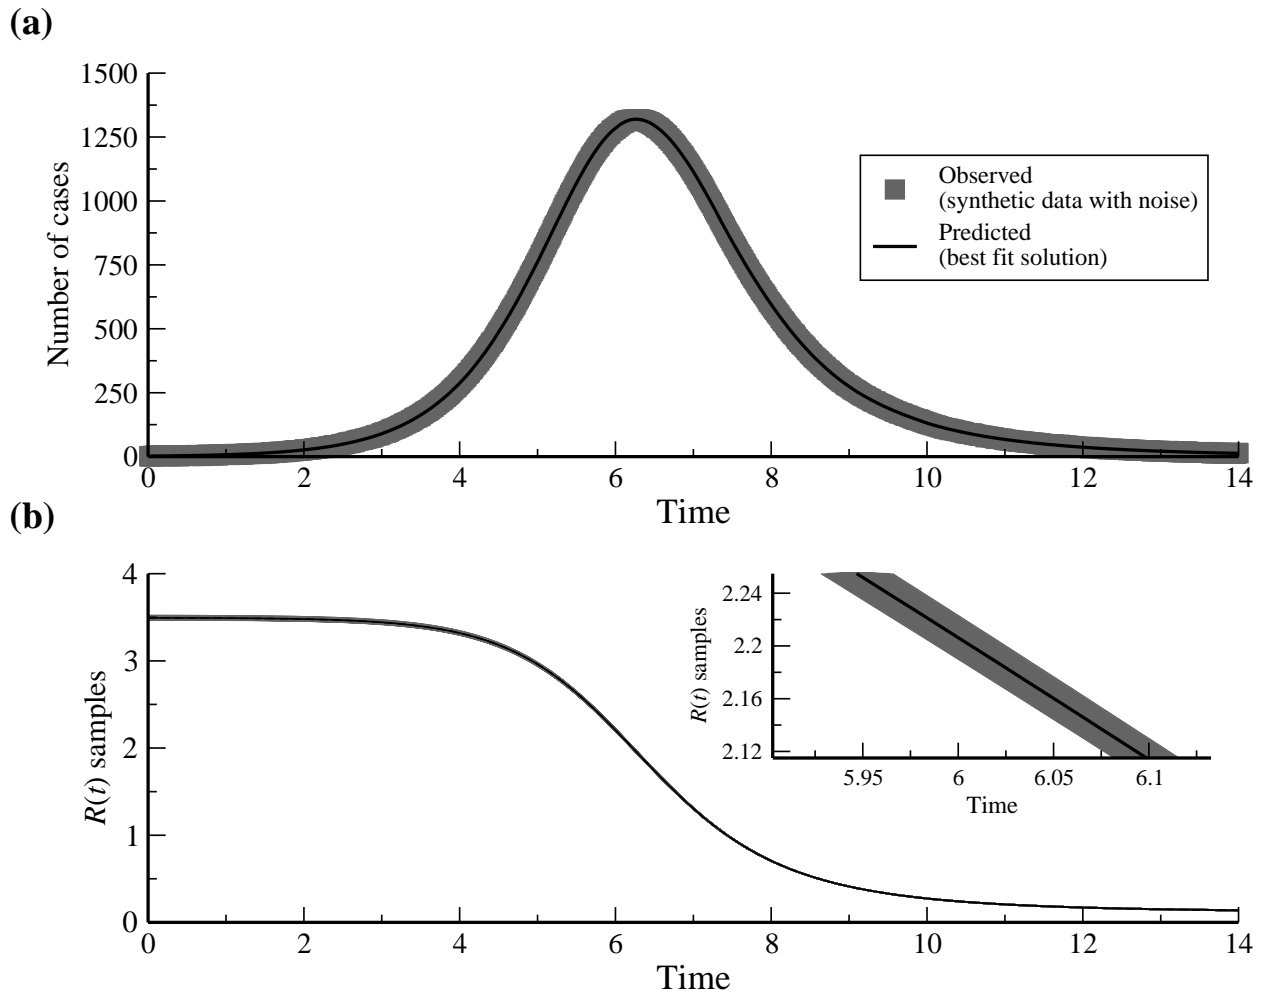 (a)
1500
1250
1000
750
500
250
0
Number of cases
Observed
(synthetic data with noise)
Predicted
(best fit solution)
0 2 4 6 8 10 12 14
Time
(b)
4
3
2
1
0
R(t) samples
2.24
2.2
2.16
2.12
R(t) samples
5.95 6 6.05 6.1
Time
0 2 4 6 8 10 12 14
Time